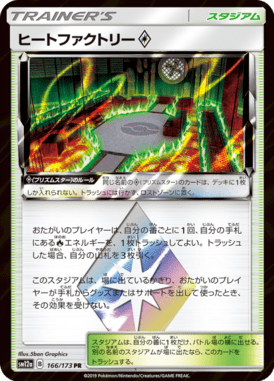 TRAINER'S
スタジアム
ヒートファクトリー◇
◇(プリズムスター)のルール
同じ名前の◇(プリズムスター)のカードは、デッキに1枚
しか入れられない。トラッシュには行かず、ロストゾーンに置く。
おたがいのプレイヤーは、自分の番ごとに1回、自分の手札
にある🔥エネルギーを、1枚トラッシュしてよい。トラッシュ
した場合、自分の山札を3枚引く。
このスタジアムは、場に出ているかぎり、おたがいのプレイ
ヤーが手札からグッズまたはサポートを出して使ったとき、
その効果を受けない。
スタジアムは、自分の番に1枚だけ、バトル場の横に出せる。
別の名前のスタジアムが場に出たなら、このカードを
トラッシュする。
Illus.5ban Graphics
sm12a 166/173 PR
©2019 Pokémon/Nintendo/Creatures/GAME FREAK.